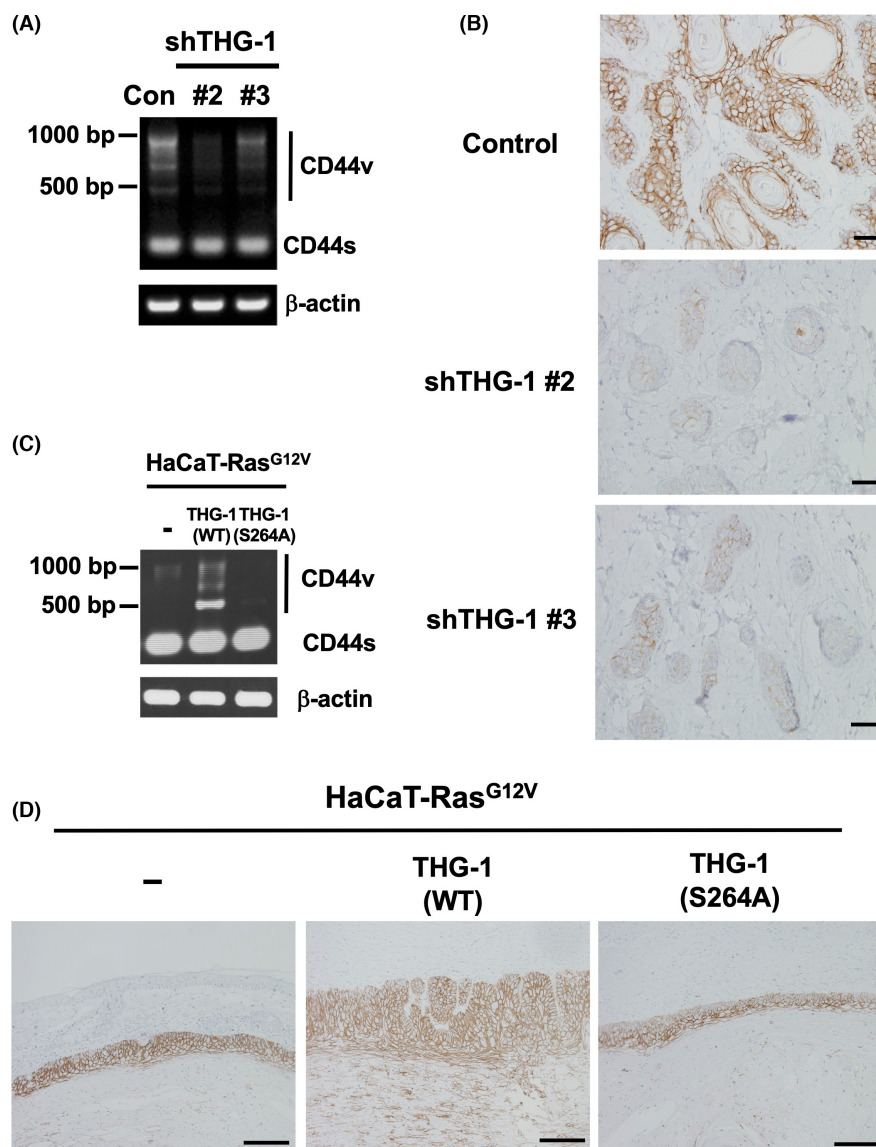 (A)
shTHG-1
Con #2 #3
1000 bp
500 bp
CD44v
CD44s
β-actin
(B)
Control
shTHG-1 #2
shTHG-1 #3
(C)
HaCaT-RasG12V
- THG-1 (WT) THG-1 (S264A)
1000 bp
500 bp
CD44v
CD44s
β-actin
(D)
HaCaT-RasG12V
–
THG-1
(WT)
THG-1
(S264A)